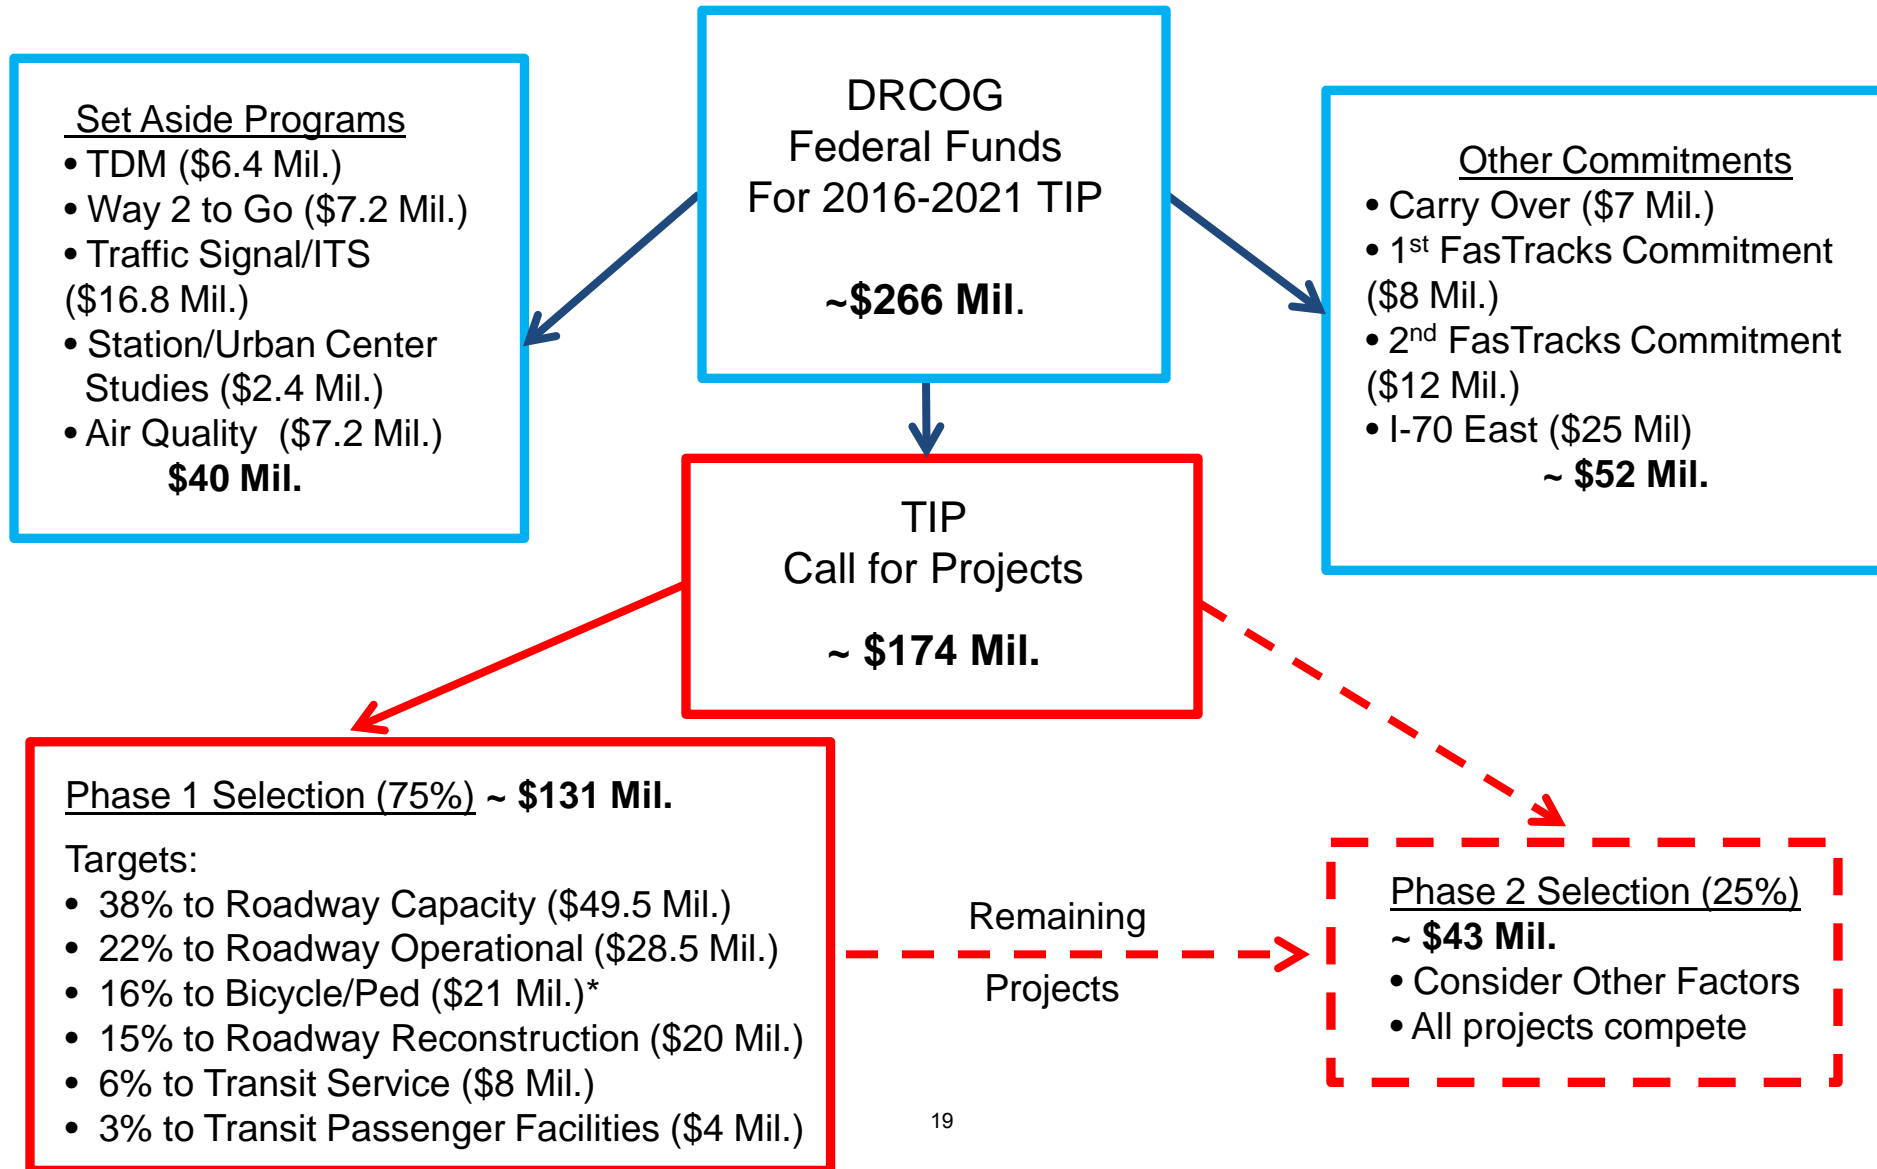 DRCOG
Federal Funds
For 2016-2021 TIP
~$266 Mil.
Set Aside Programs
• TDM ($6.4 Mil.)
• Way 2 to Go ($7.2 Mil.)
• Traffic Signal/ITS
($16.8 Mil.)
• Station/Urban Center
Studies ($2.4 Mil.)
• Air Quality ($7.2 Mil.)
$40 Mil.
Other Commitments
• Carry Over ($7 Mil.)
• 1st FasTracks Commitment
($8 Mil.)
• 2nd FasTracks Commitment
($12 Mil.)
• I-70 East ($25 Mil)
~ $52 Mil.
TIP
Call for Projects
~ $174 Mil.
Phase 1 Selection (75%) ~ $131 Mil.
Targets:
• 38% to Roadway Capacity ($49.5 Mil.)
• 22% to Roadway Operational ($28.5 Mil.)
• 16% to Bicycle/Ped ($21 Mil.)*
• 15% to Roadway Reconstruction ($20 Mil.)
• 6% to Transit Service ($8 Mil.)
• 3% to Transit Passenger Facilities ($4 Mil.)
Remaining
Projects
Phase 2 Selection (25%)
~ $43 Mil.
• Consider Other Factors
• All projects compete
19